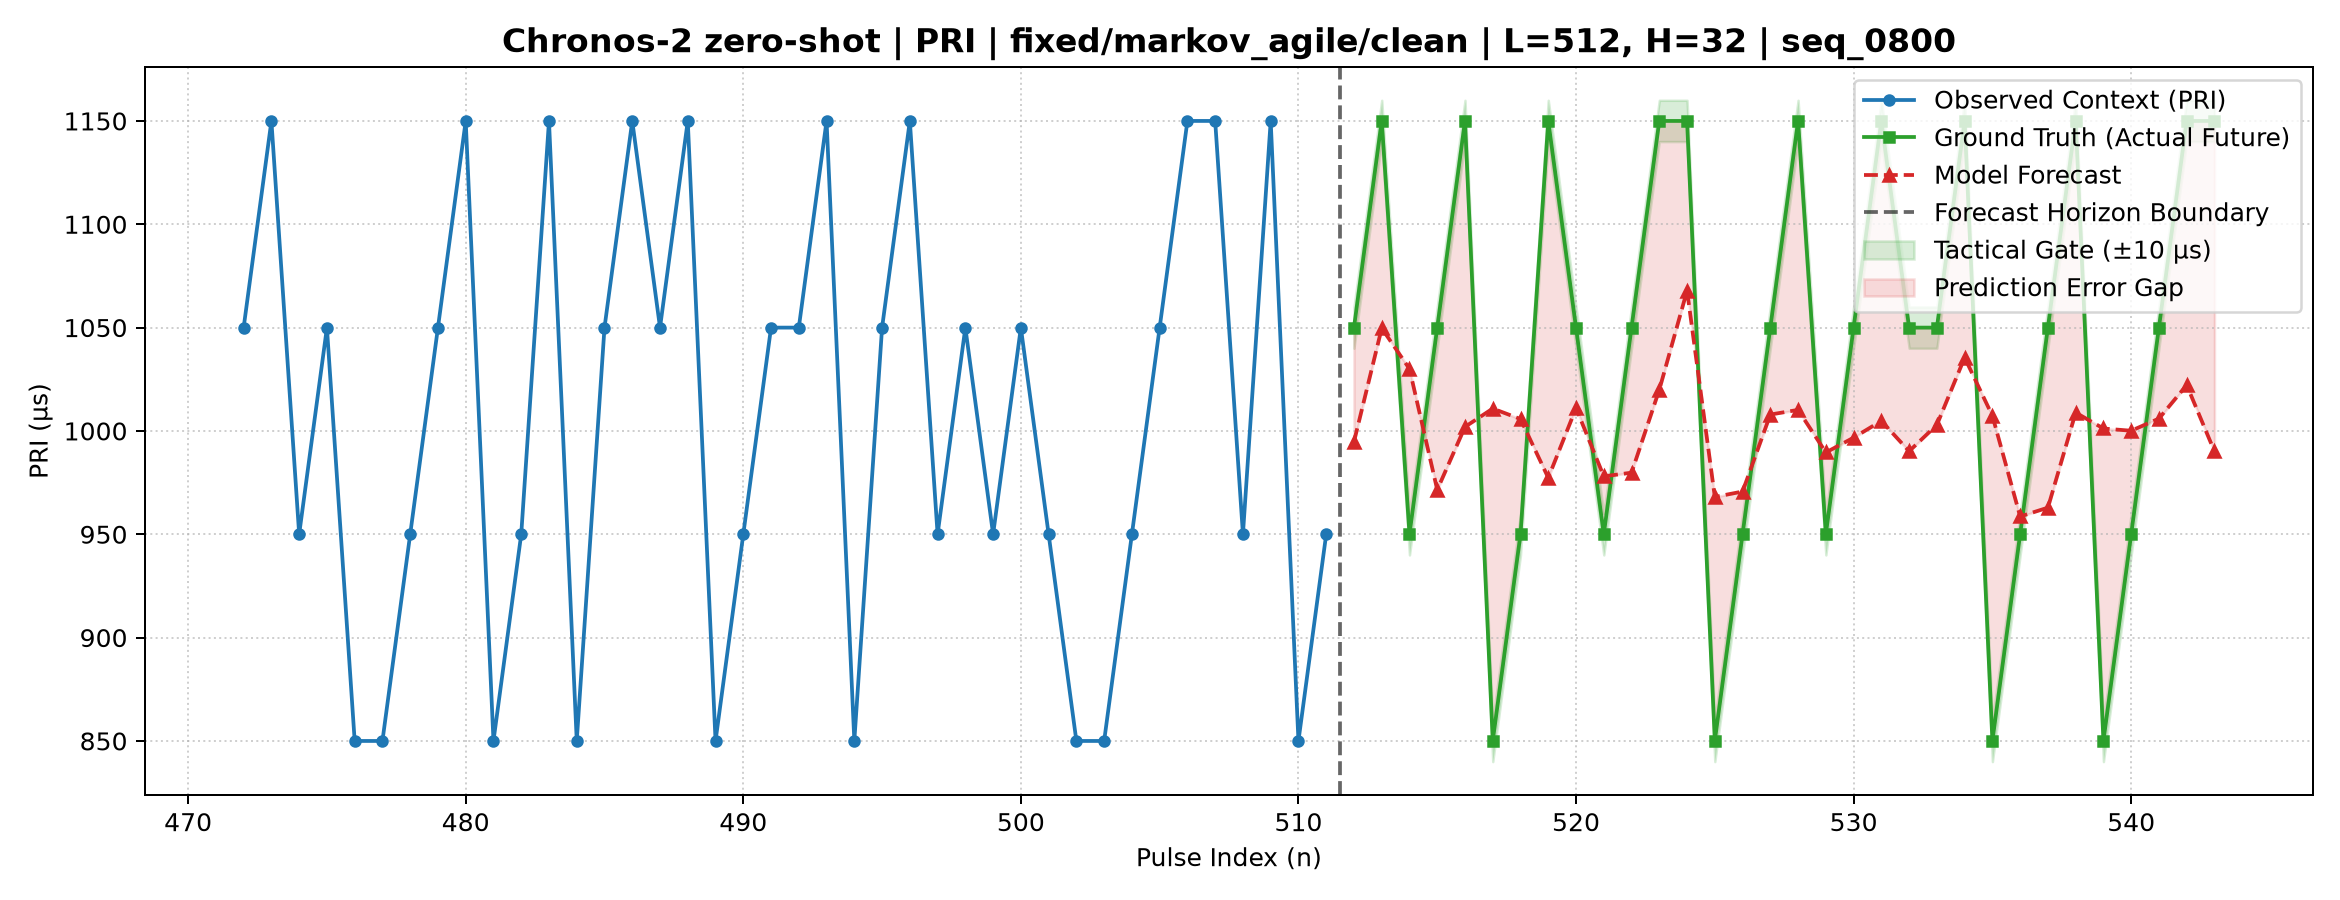 Chronos-2 zero-shot | PRI | fixed/markov_agile/clean | L=512, H=32 | seq_0800
Observed Context (PRI)
Ground Truth (Actual Future)
Model Forecast
Forecast Horizon Boundary
Tactical Gate (±10 µs)
Prediction Error Gap
PRI (µs)
1150
1100
1050
1000
950
900
850
470 480 490 500 510 520 530 540
Pulse Index (n)